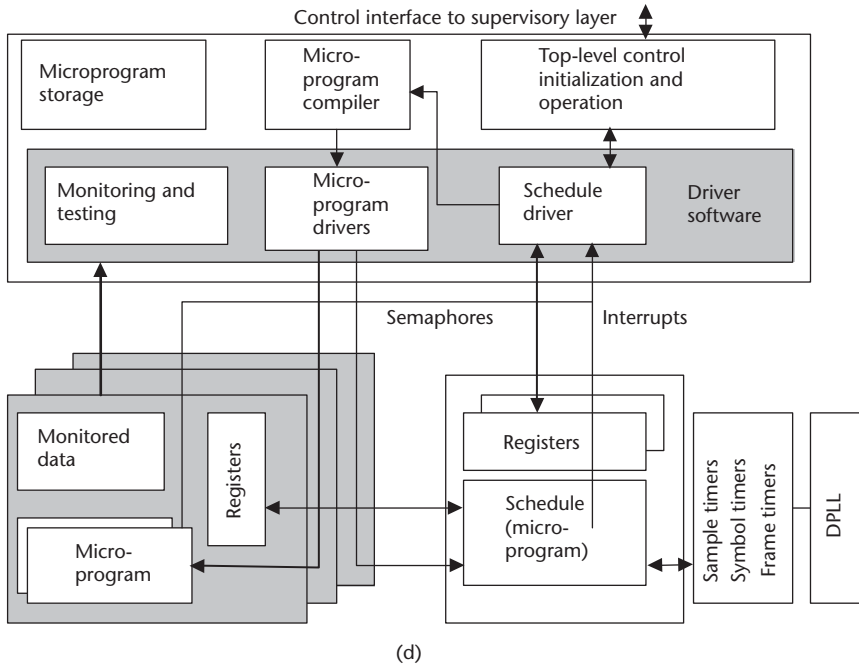 Control interface to supervisory layer
Microprogram
storage
Micro-
program
compiler
Top-level control
initialization and
operation
Monitoring and
testing
Micro-
program
drivers
Schedule
driver
Driver
software
Semaphores
Interrupts
Monitored
data
Registers
Micro-
program
Registers
Schedule
(micro-
program)
Sample timers
Symbol timers
Frame timers
DPLL
(d)